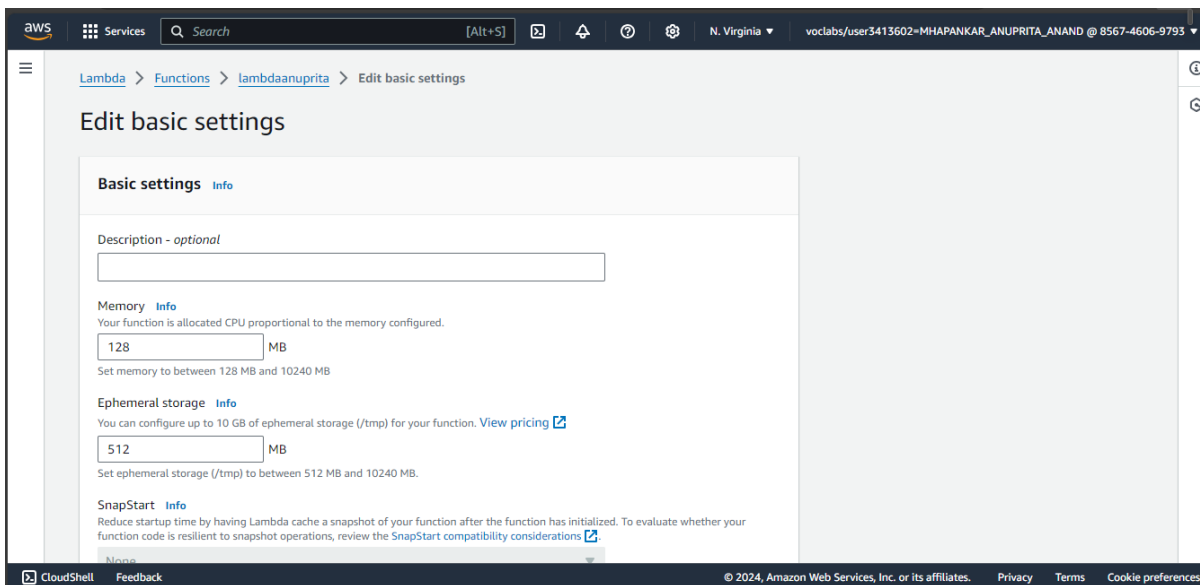 aws
Services
Search
[Alt+S]
N. Virginia
voclabs/user3413602=MHAPANKAR_ANUPRITA_ANAND @ 8567-4606-9793
Lambda > Functions > lambdaanuprita > Edit basic settings
Edit basic settings
Basic settings Info
Description - optional
Memory Info
Your function is allocated CPU proportional to the memory configured.
128 MB
Set memory to between 128 MB and 10240 MB
Ephemeral storage Info
You can configure up to 10 GB of ephemeral storage (/tmp) for your function. View pricing
512 MB
Set ephemeral storage (/tmp) to between 512 MB and 10240 MB.
SnapStart Info
Reduce startup time by having Lambda cache a snapshot of your function after the function has initialized. To evaluate whether your
function code is resilient to snapshot operations, review the SnapStart compatibility considerations.
None
CloudShell Feedback © 2024, Amazon Web Services, Inc. or its affiliates. Privacy Terms Cookie preferences